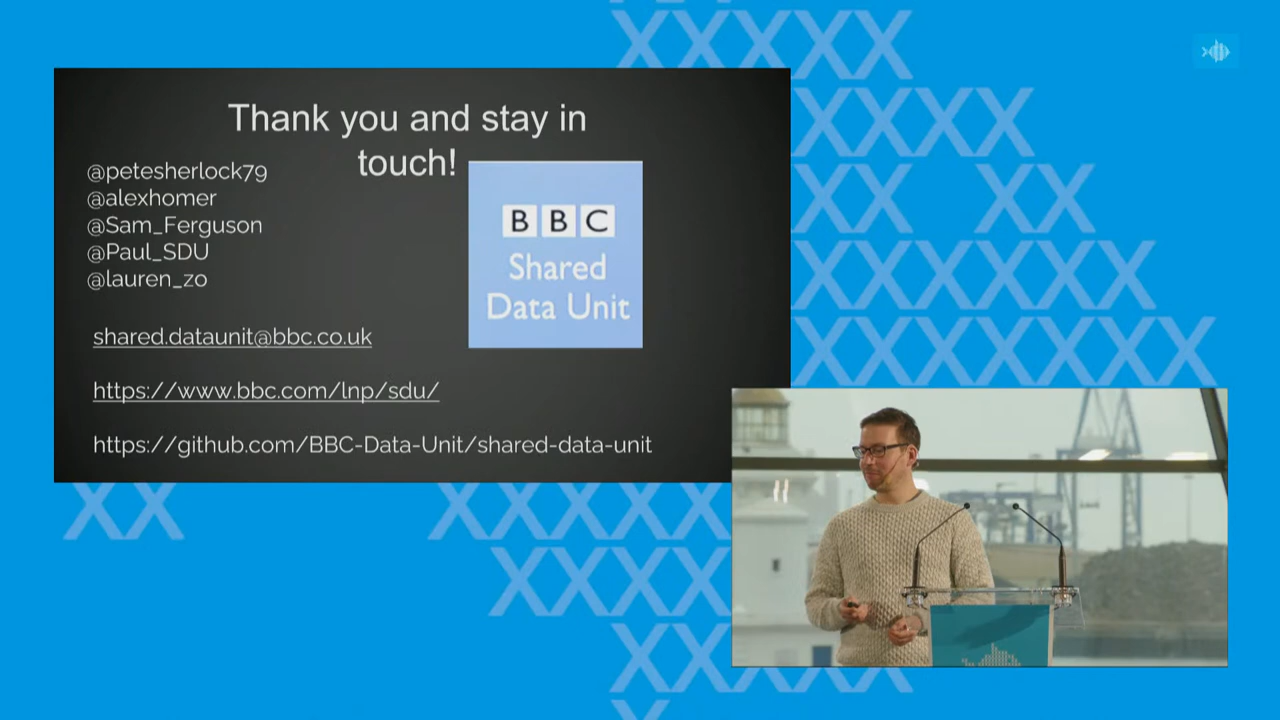 Thank you and stay in
touch!
@petesherlock79
@alexhomer
@Sam_Ferguson
@Paul_SDU
@lauren_zo
BBC
Shared
Data Unit
shared.dataunit@bbc.co.uk
https://www.bbc.com/lnp/sdu/
https://github.com/BBC-Data-Unit/shared-data-unit